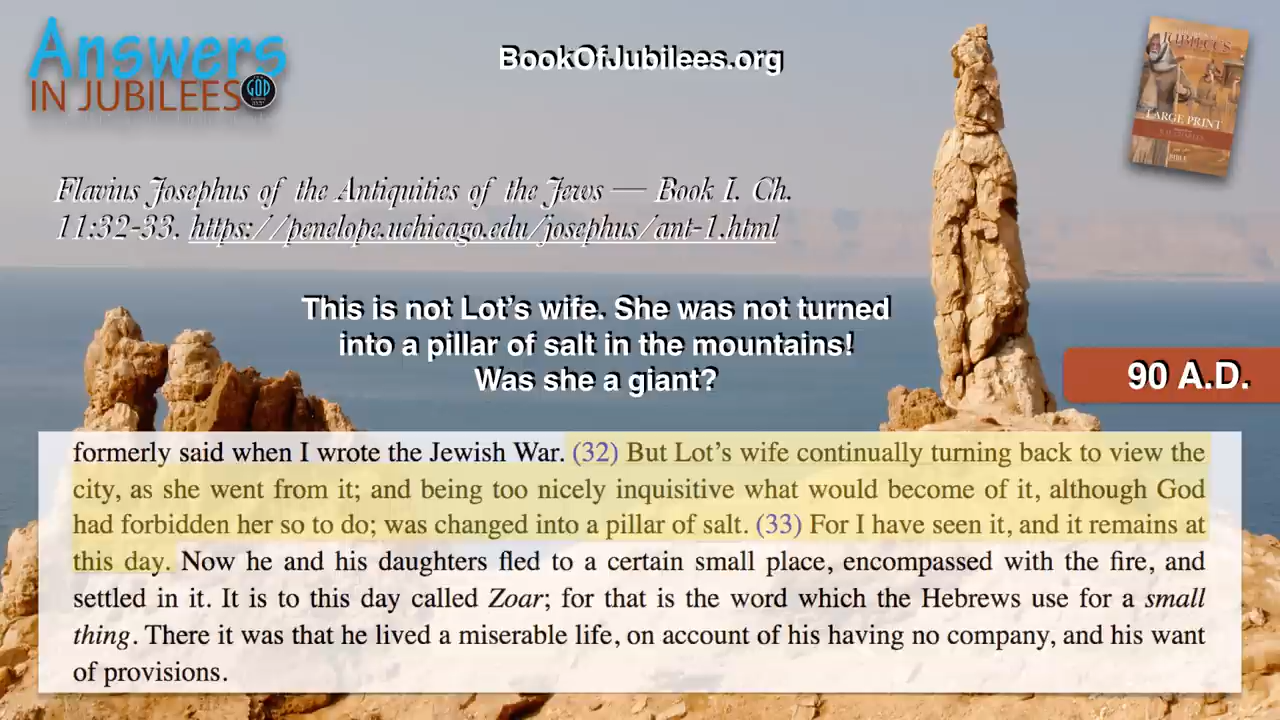 Answers
IN JUBILEES
GOD
BookOfJubilees.org
JUBILEES
LARGE PRINT
BIBLE
Flavius Josephus of the Antiquities of the Jews — Book I. Ch.
11:32-33. https://penelope.uchicago.edu/josephus/ant-1.html
This is not Lot's wife. She was not turned
into a pillar of salt in the mountains!
Was she a giant?
90 A.D.
formerly said when I wrote the Jewish War. (32) But Lot's wife continually turning back to view the
city, as she went from it; and being too nicely inquisitive what would become of it, although God
had forbidden her so to do; was changed into a pillar of salt. (33) For I have seen it, and it remains at
this day. Now he and his daughters fled to a certain small place, encompassed with the fire, and
settled in it. It is to this day called Zoar; for that is the word which the Hebrews use for a small
thing. There it was that he lived a miserable life, on account of his having no company, and his want
of provisions.